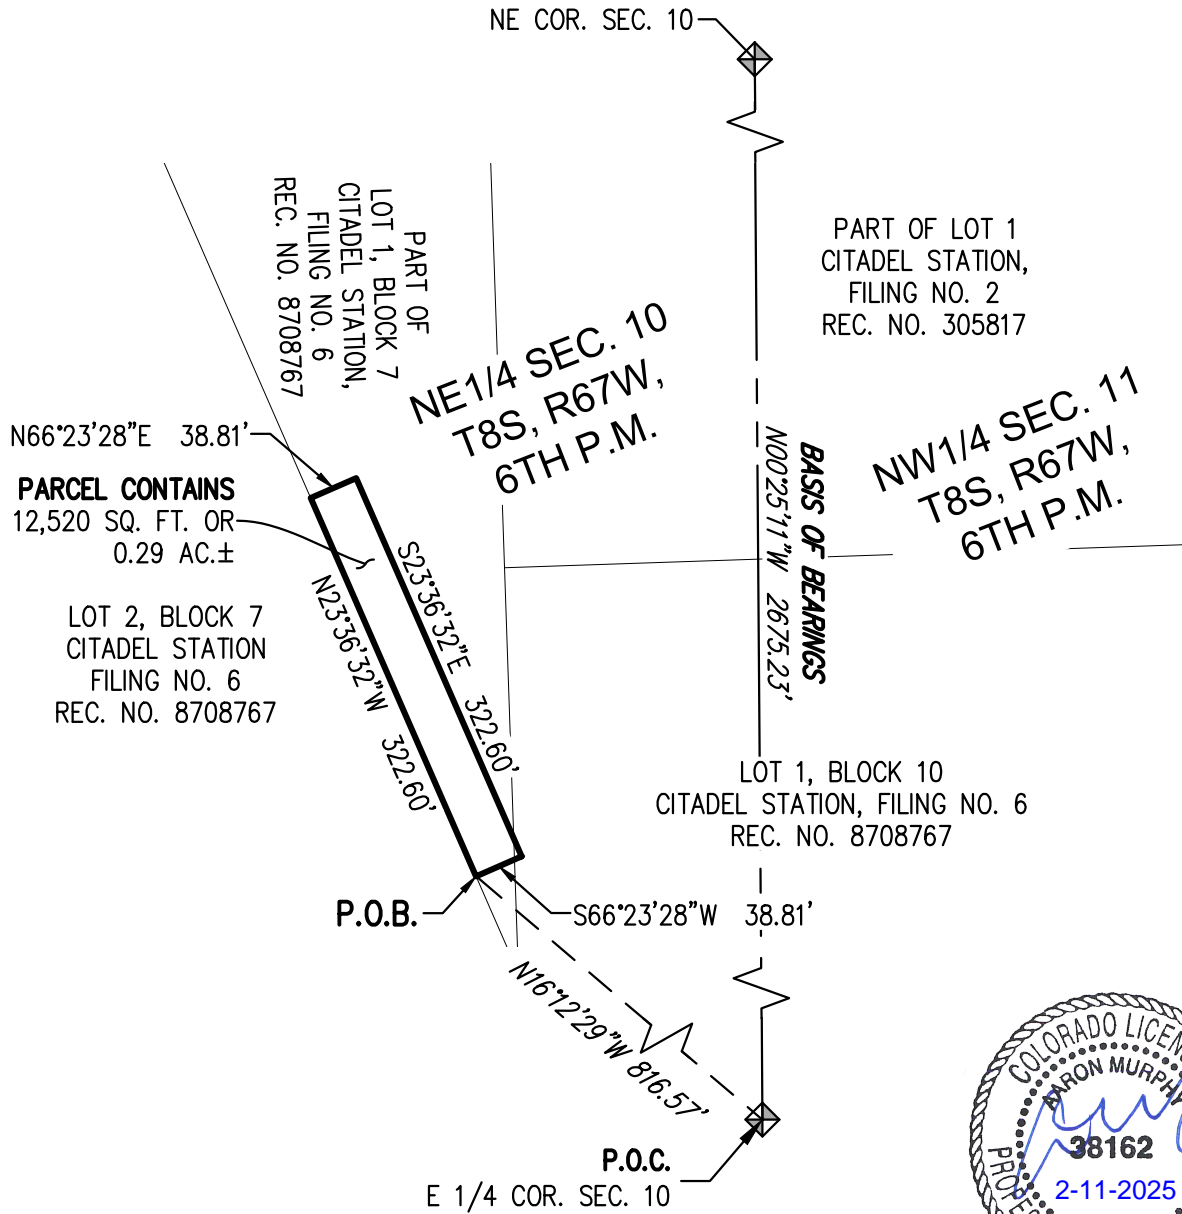 NE COR. SEC. 10
PART OF
LOT 1, BLOCK 7
CITADEL STATION,
FILING NO. 6
REC. NO. 8708767
PART OF LOT 1
CITADEL STATION,
FILING NO. 2
REC. NO. 305817
NE1/4 SEC. 10
T8S, R67W,
6TH P.M.
NW1/4 SEC. 11
T8S, R67W,
6TH P.M.
N66°23'28"E 38.81'
PARCEL CONTAINS
12,520 SQ. FT. OR
0.29 AC.±
BASIS OF BEARINGS
N00°25'11"W 2675.23'
S23°36'32"E 322.60'
N23°36'32"W 322.60'
LOT 2, BLOCK 7
CITADEL STATION
FILING NO. 6
REC. NO. 8708767
LOT 1, BLOCK 10
CITADEL STATION, FILING NO. 6
REC. NO. 8708767
P.O.B.
S66°23'28"W 38.81'
N16°12'29"W 816.57'
P.O.C.
E 1/4 COR. SEC. 10
COLORADO LICEN
AARON MURPHY
38162
2-11-2025
PROFES